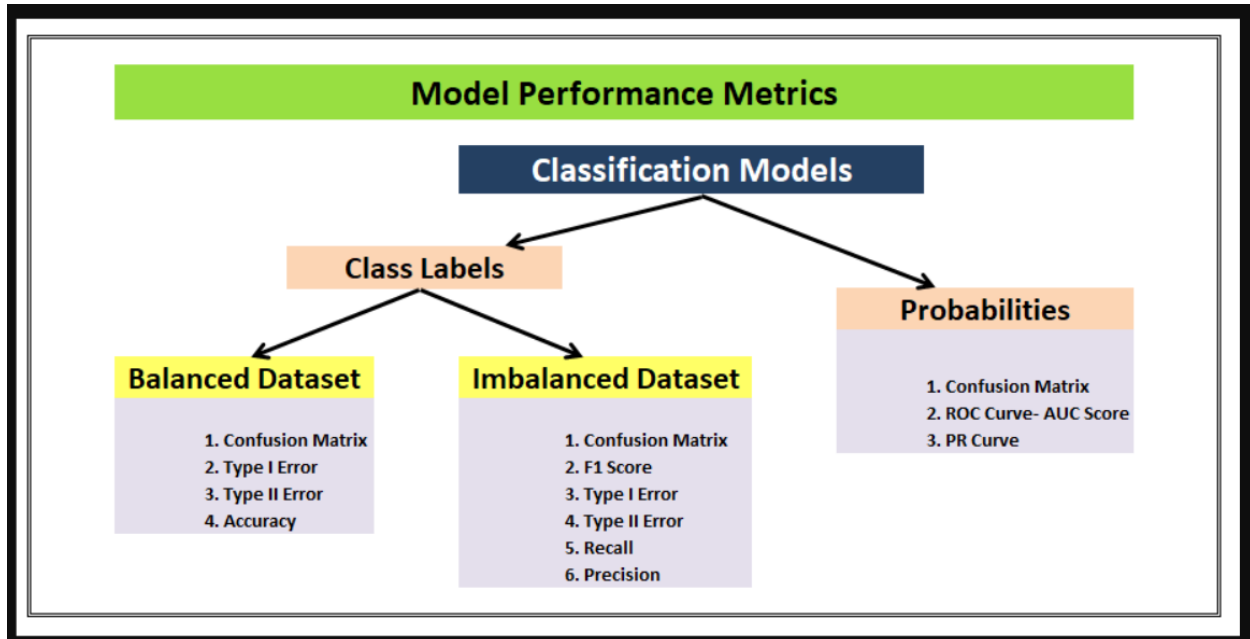 Model Performance Metrics
Classification Models
Class Labels
Probabilities
1. Confusion Matrix
2. ROC Curve- AUC Score
3. PR Curve
Balanced Dataset
1. Confusion Matrix
2. Type I Error
3. Type II Error
4. Accuracy
Imbalanced Dataset
1. Confusion Matrix
2. F1 Score
3. Type I Error
4. Type II Error
5. Recall
6. Precision